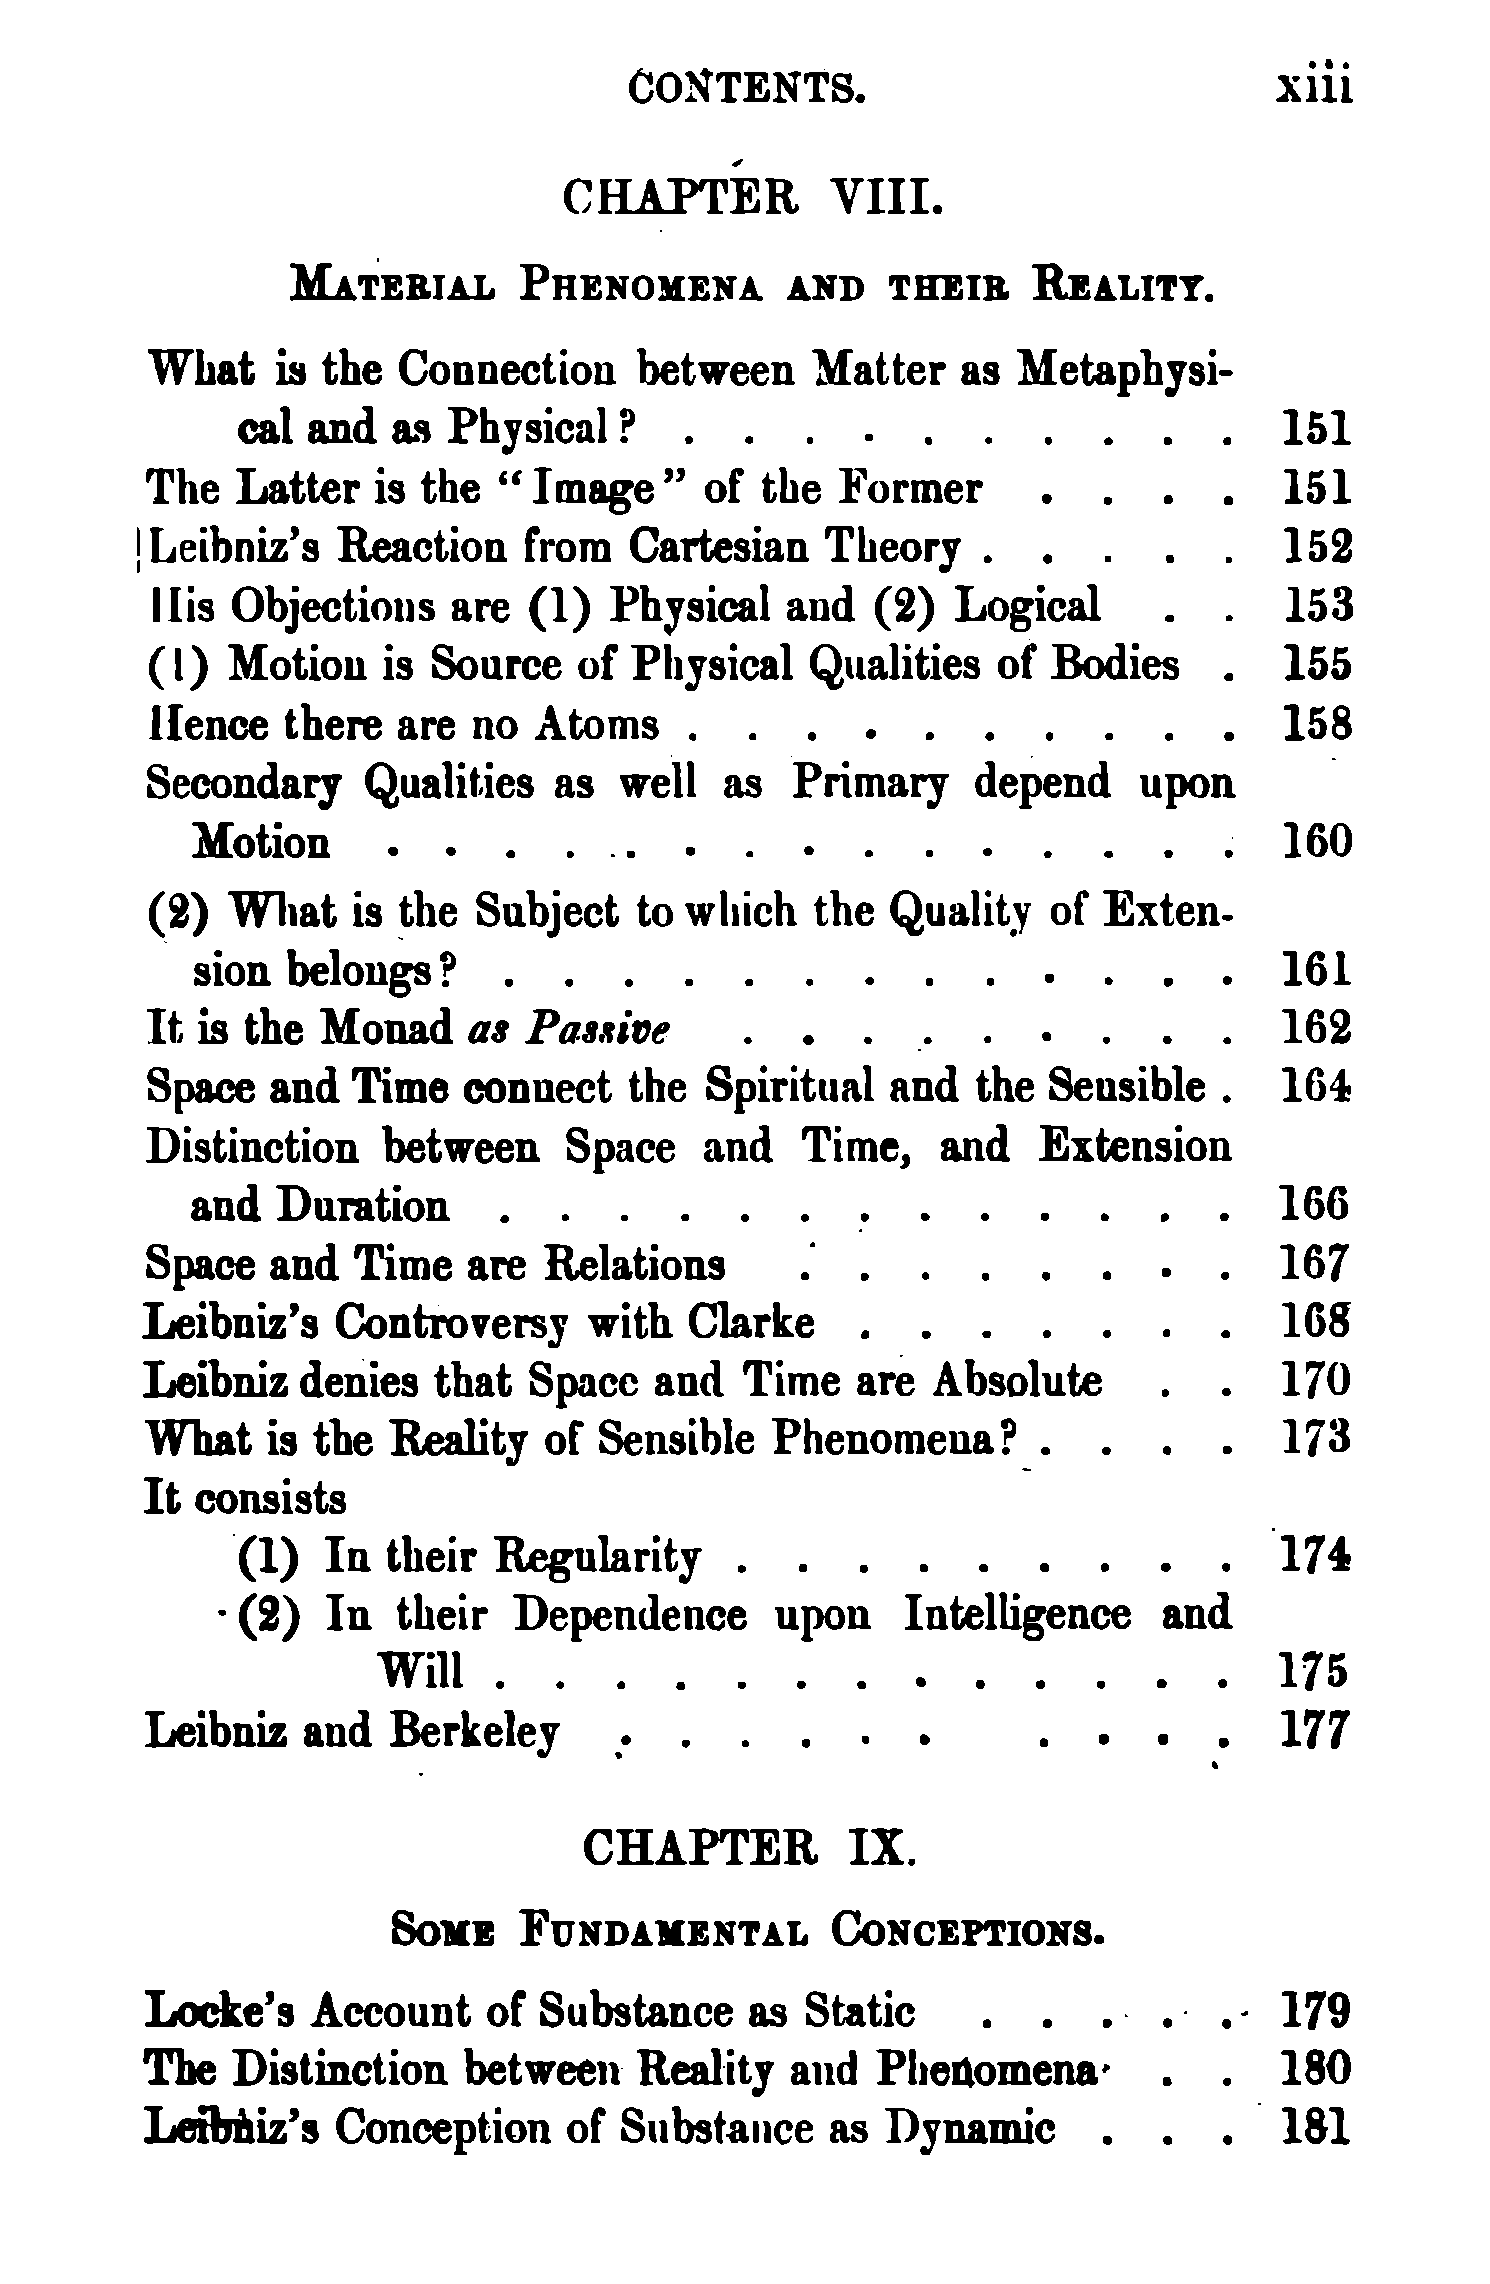 CONTENTS. xiii
CHAPTER VIII.
MATERIAL PHENOMENA AND THEIR REALITY.
What is the Connection between Matter as Metaphysi-
cal and as Physical? . . . . . . . . . . 151
The Latter is the “Image” of the Former . . . . 151
Leibniz’s Reaction from Cartesian Theory . . . . . 152
His Objections are (1) Physical and (2) Logical . . 153
(1) Motion is Source of Physical Qualities of Bodies . 155
Hence there are no Atoms . . . . . . . . . . 158
Secondary Qualities as well as Primary depend upon
Motion . . . . . . . . . . . . . . . 160
(2) What is the Subject to which the Quality of Exten-
sion belongs? . . . . . . . . . . . . . 161
It is the Monad as Passive . . . . . . . . . 162
Space and Time connect the Spiritual and the Sensible . 164
Distinction between Space and Time, and Extension
and Duration . . . . . . . . . . . . . 166
Space and Time are Relations . . . . . . . . 167
Leibniz’s Controversy with Clarke . . . . . . . 168
Leibniz denies that Space and Time are Absolute . . 170
What is the Reality of Sensible Phenomena? . . . . 173
It consists
(1) In their Regularity . . . . . . . . . 174
(2) In their Dependence upon Intelligence and
Will . . . . . . . . . . . . . 175
Leibniz and Berkeley . . . . . . . . . . 177
CHAPTER IX.
SOME FUNDAMENTAL CONCEPTIONS.
Locke’s Account of Substance as Static . . . . . 179
The Distinction between Reality and Phenomena . . 180
Leibniz’s Conception of Substance as Dynamic . . . 181